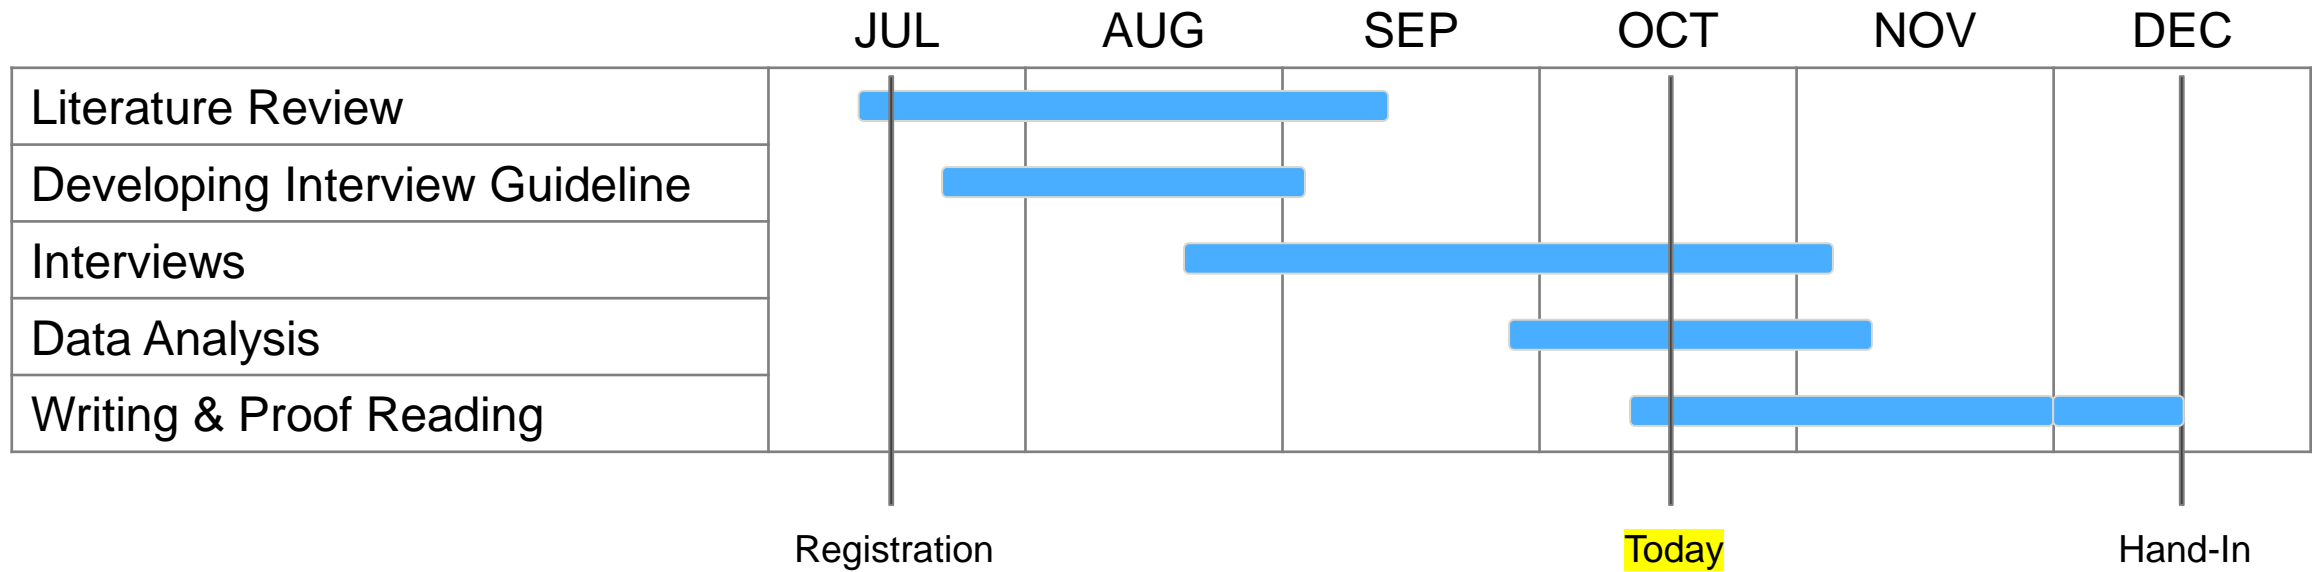 JUL AUG SEP OCT NOV DEC
Literature Review
Developing Interview Guideline
Interviews
Data Analysis
Writing & Proof Reading
Registration Today Hand-In